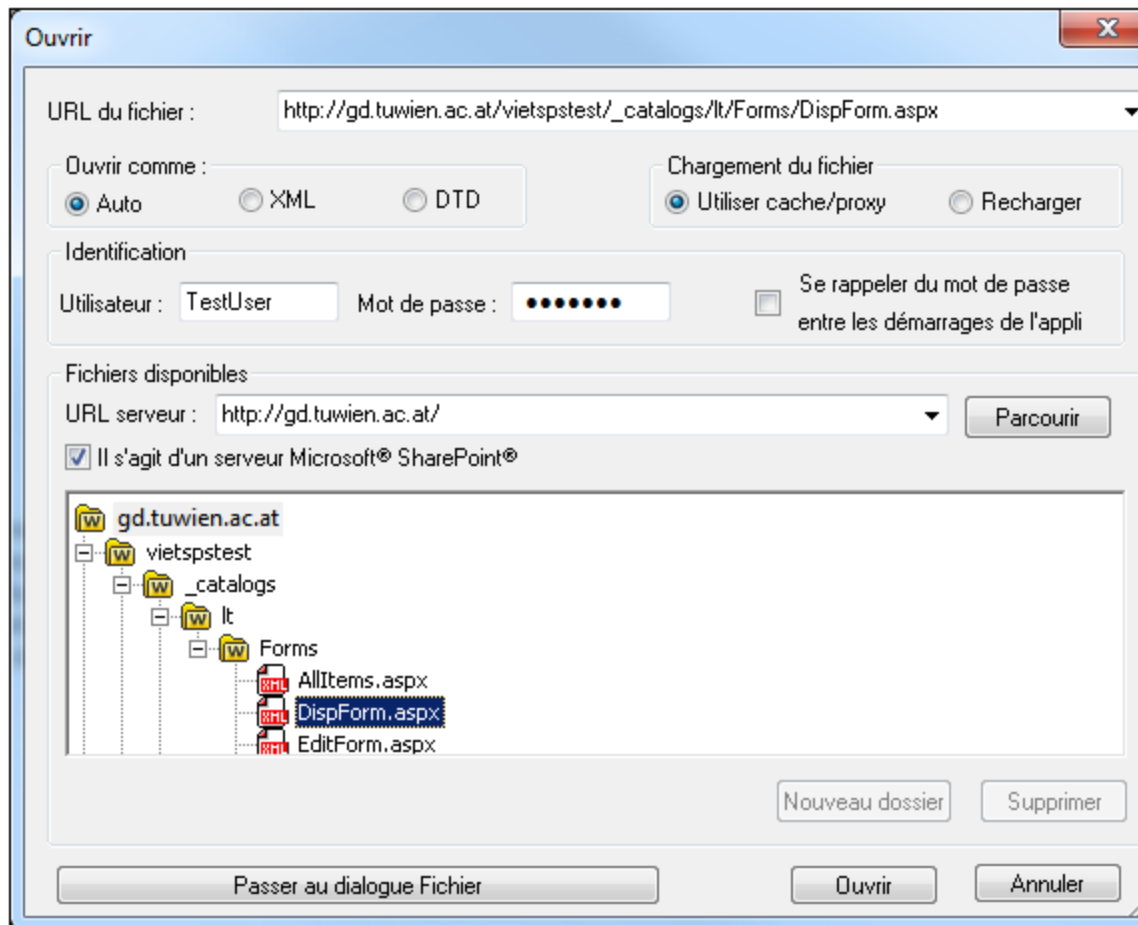 Ouvrir
URL du fichier : http://gd.tuwien.ac.at/vietspstest/_catalogs/lt/Forms/DispForm.aspx
Ouvrir comme : Chargement du fichier
Auto XML DTD Utiliser cache/proxy Recharger
Identification
Utilisateur : TestUser Mot de passe : ●●●●●●● Se rappeler du mot de passe
entre les démarrages de l'appli
Fichiers disponibles
URL serveur : http://gd.tuwien.ac.at/ Parcourir
Il s'agit d'un serveur Microsoft® SharePoint®
gd.tuwien.ac.at
vietspstest
_catalogs
lt
Forms
XML AllItems.aspx
XML DispForm.aspx
XML EditForm.aspx
Nouveau dossier Supprimer
Passer au dialogue Fichier Ouvrir Annuler